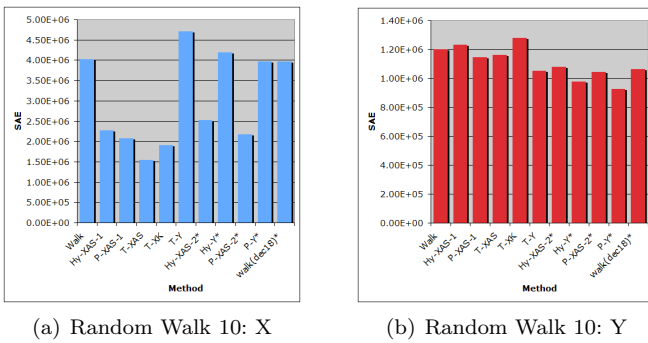 5.00E+06
4.50E+06
4.00E+06
3.50E+06
3.00E+06
2.50E+06
2.00E+06
1.50E+06
1.00E+06
5.00E+05
0.00E+00
SAE
Walk
Hy-XAS-1
P-XAS-1
T-XAS
T-XK
T-Y
Hy-XAS-2*
Hy-Y*
P-XAS-2*
P-Y*
walk(dec18)*
Method
(a) Random Walk 10: X
1.40E+06
1.20E+06
1.00E+06
8.00E+05
6.00E+05
4.00E+05
2.00E+05
0.00E+00
SAE
Walk
Hy-XAS-1
P-XAS-1
T-XAS
T-XK
T-Y
Hy-XAS-2*
Hy-Y*
P-XAS-2*
P-Y*
walk(dec18)*
Method
(b) Random Walk 10: Y